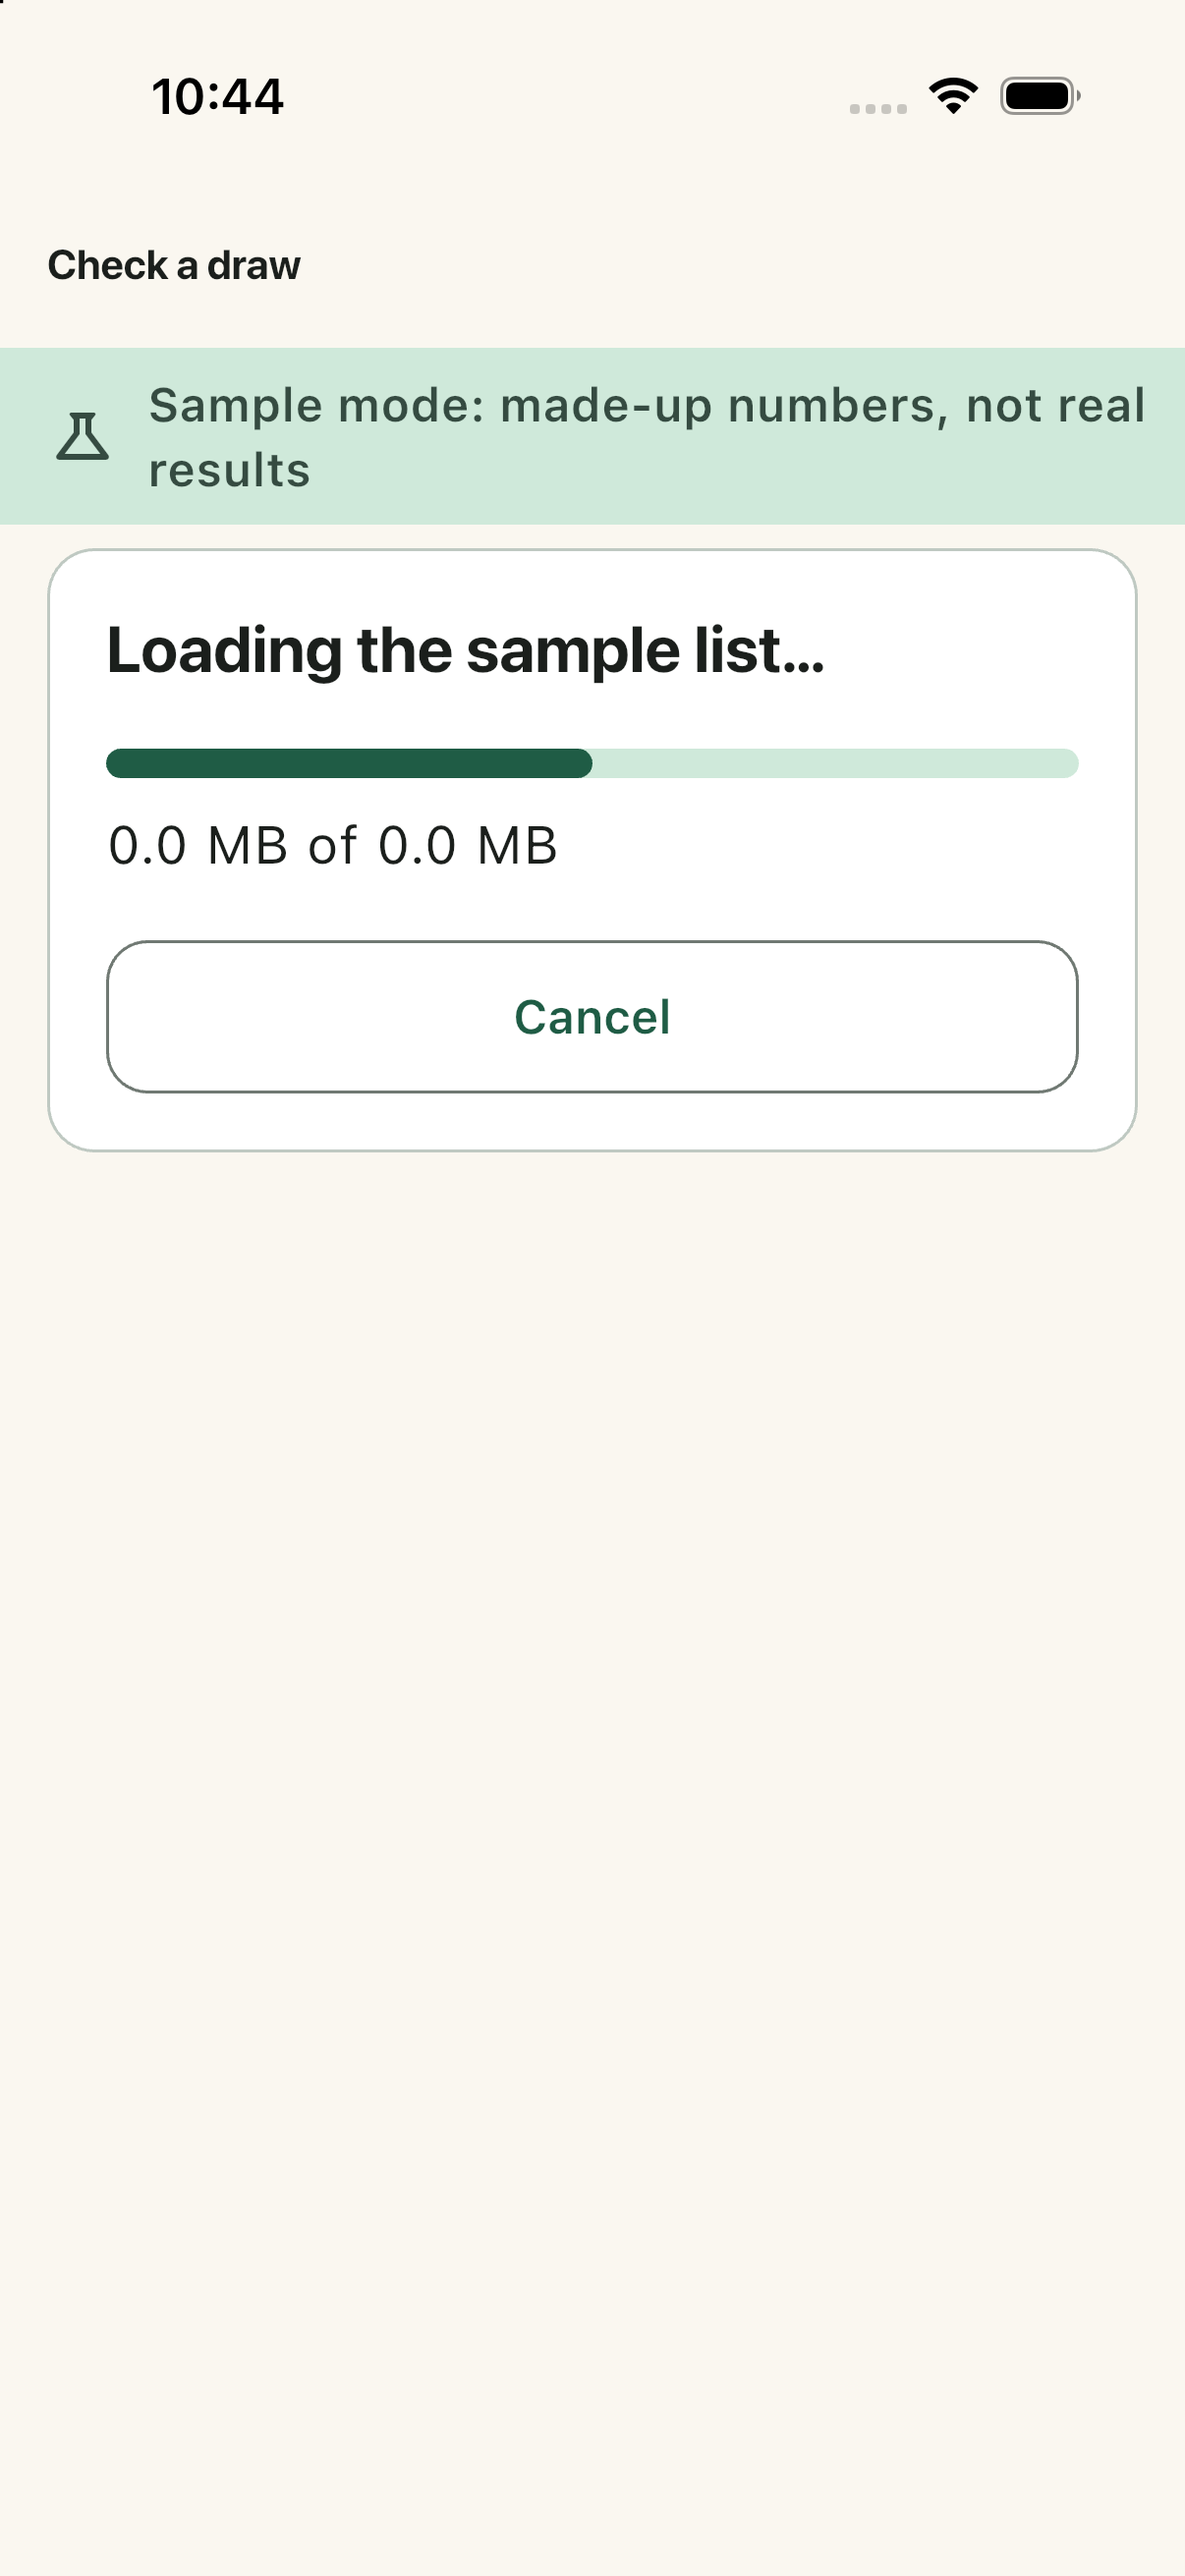 10:44
Check a draw
Sample mode: made-up numbers, not real
results
Loading the sample list...
0.0 MB of 0.0 MB
Cancel